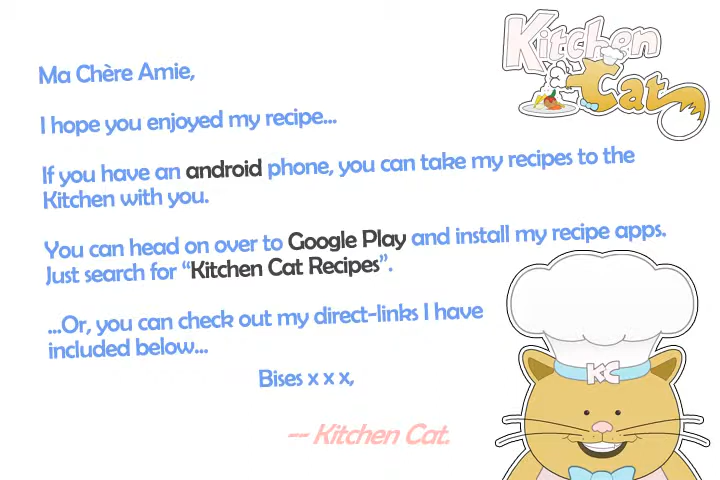 Kitchen
Cat
Ma Chère Amie,
I hope you enjoyed my recipe...
If you have an android phone, you can take my recipes to the
Kitchen with you.
You can head on over to Google Play and install my recipe apps.
Just search for “Kitchen Cat Recipes”.
...Or, you can check out my direct-links I have
included below...
Bises x x x,
-- Kitchen Cat.
KC